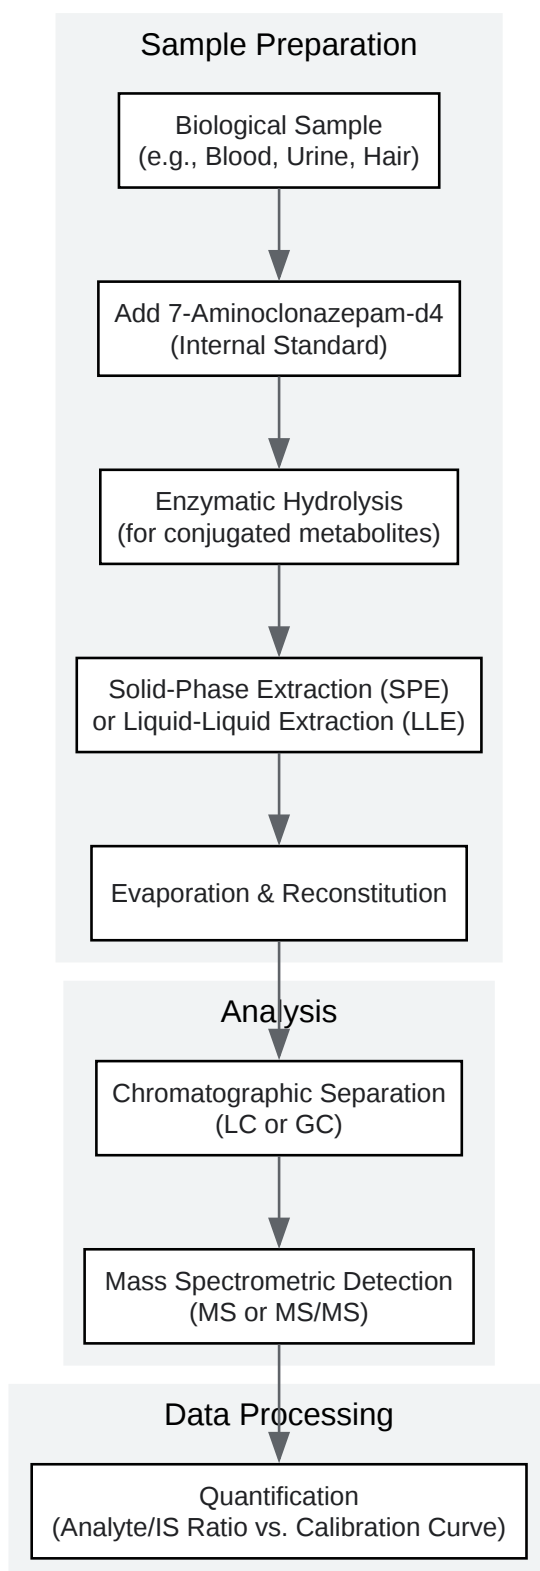 Sample Preparation
Biological Sample
(e.g., Blood, Urine, Hair)
Add 7-Aminoclonazepam-d4
(Internal Standard)
Enzymatic Hydrolysis
(for conjugated metabolites)
Solid-Phase Extraction (SPE)
or Liquid-Liquid Extraction (LLE)
Evaporation & Reconstitution
Analysis
Chromatographic Separation
(LC or GC)
Mass Spectrometric Detection
(MS or MS/MS)
Data Processing
Quantification
(Analyte/IS Ratio vs. Calibration Curve)